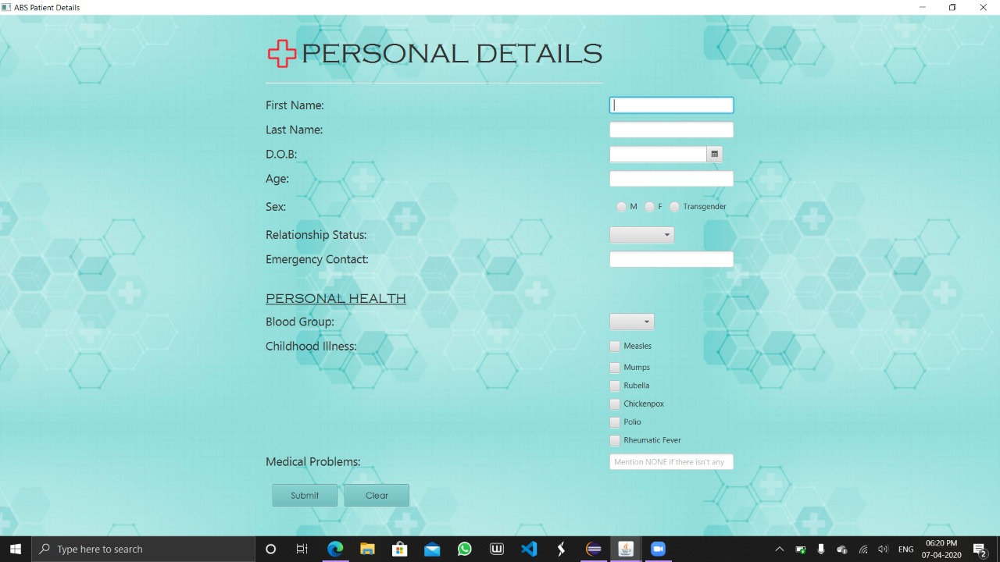 ABS Patient Details
PERSONAL DETAILS
First Name:
Last Name:
D.O.B:
Age:
Sex: M F Transgender
Relationship Status:
Emergency Contact:
PERSONAL HEALTH
Blood Group:
Childhood Illness: Measles
Mumps
Rubella
Chickenpox
Polio
Rheumatic Fever
Medical Problems: Mention NONE if there isn't any
Submit Clear
Type here to search
ENG
06:20 PM
07-04-2020
2